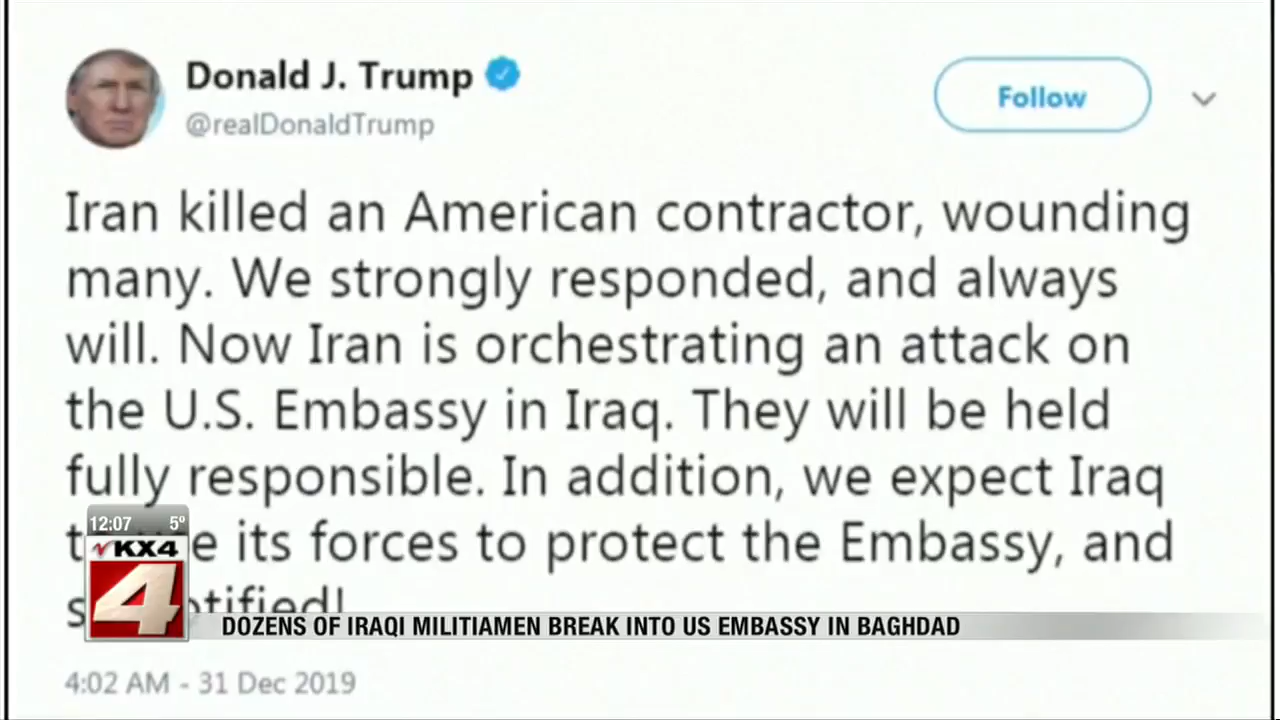 Donald J. Trump
@realDonaldTrump
Follow
Iran killed an American contractor, wounding
many. We strongly responded, and always
will. Now Iran is orchestrating an attack on
the U.S. Embassy in Iraq. They will be held
fully responsible. In addition, we expect Iraq
its forces to protect the Embassy, and
12:07 5°
KX4
4
DOZENS OF IRAQI MILITIAMEN BREAK INTO US EMBASSY IN BAGHDAD
4:02 AM - 31 Dec 2019